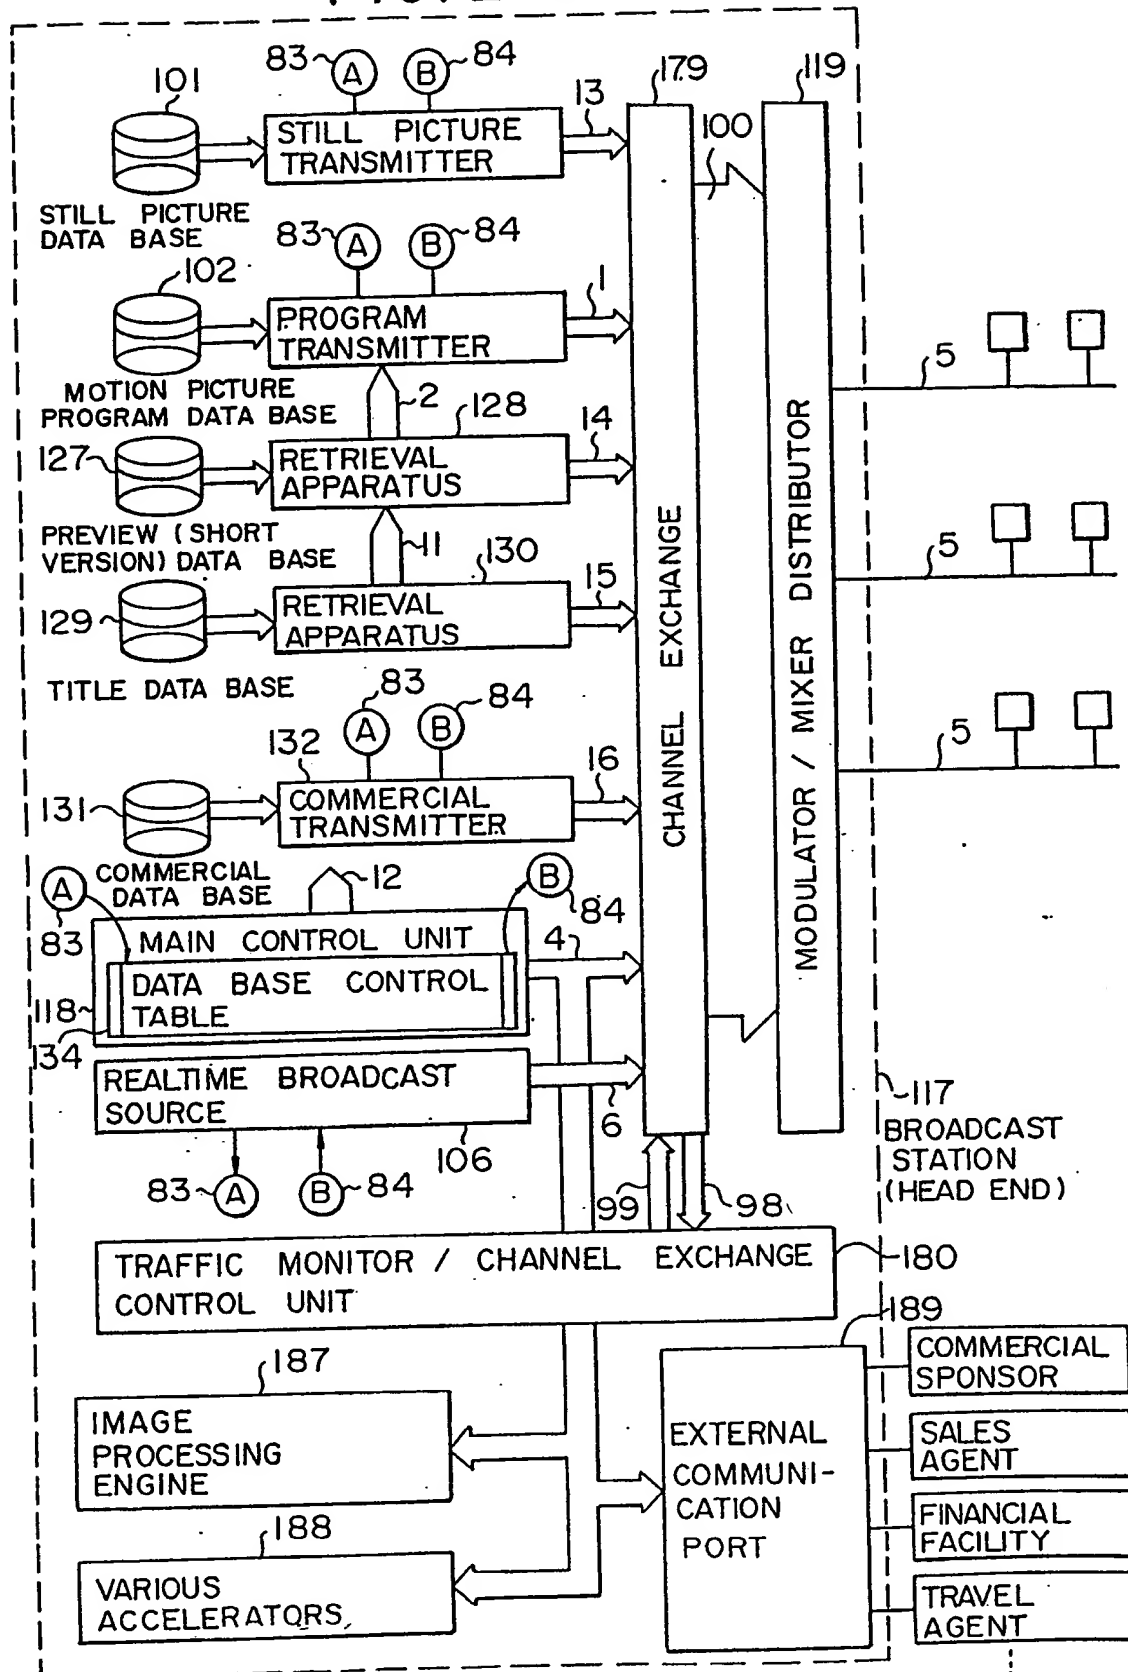 83 A B 84 179 119
101 13
STILL PICTURE
TRANSMITTER
100
STILL PICTURE
DATA BASE
83 A B 84
102 1
PROGRAM
TRANSMITTER
MOTION PICTURE
PROGRAM DATA BASE
2 128
127 14
RETRIEVAL
APPARATUS
PREVIEW (SHORT
VERSION) DATA BASE
11 130
129 15
RETRIEVAL
APPARATUS
TITLE DATA BASE
83 A B 84
132 16
131
COMMERCIAL
TRANSMITTER
COMMERCIAL
DATA BASE
12
A 83
B 84
MAIN CONTROL UNIT
4
DATA BASE CONTROL
TABLE
118
134
REALTIME BROADCAST
SOURCE
6
106
83 A B 84
CHANNEL EXCHANGE
MODULATOR / MIXER DISTRIBUTOR
5
5
5
117
BROADCAST
STATION
(HEAD END)
99 98
TRAFFIC MONITOR / CHANNEL EXCHANGE
CONTROL UNIT
180
187
IMAGE
PROCESSING
ENGINE
188
VARIOUS
ACCELERATORS
189
EXTERNAL
COMMUNI-
CATION
PORT
COMMERCIAL
SPONSOR
SALES
AGENT
FINANCIAL
FACILITY
TRAVEL
AGENT